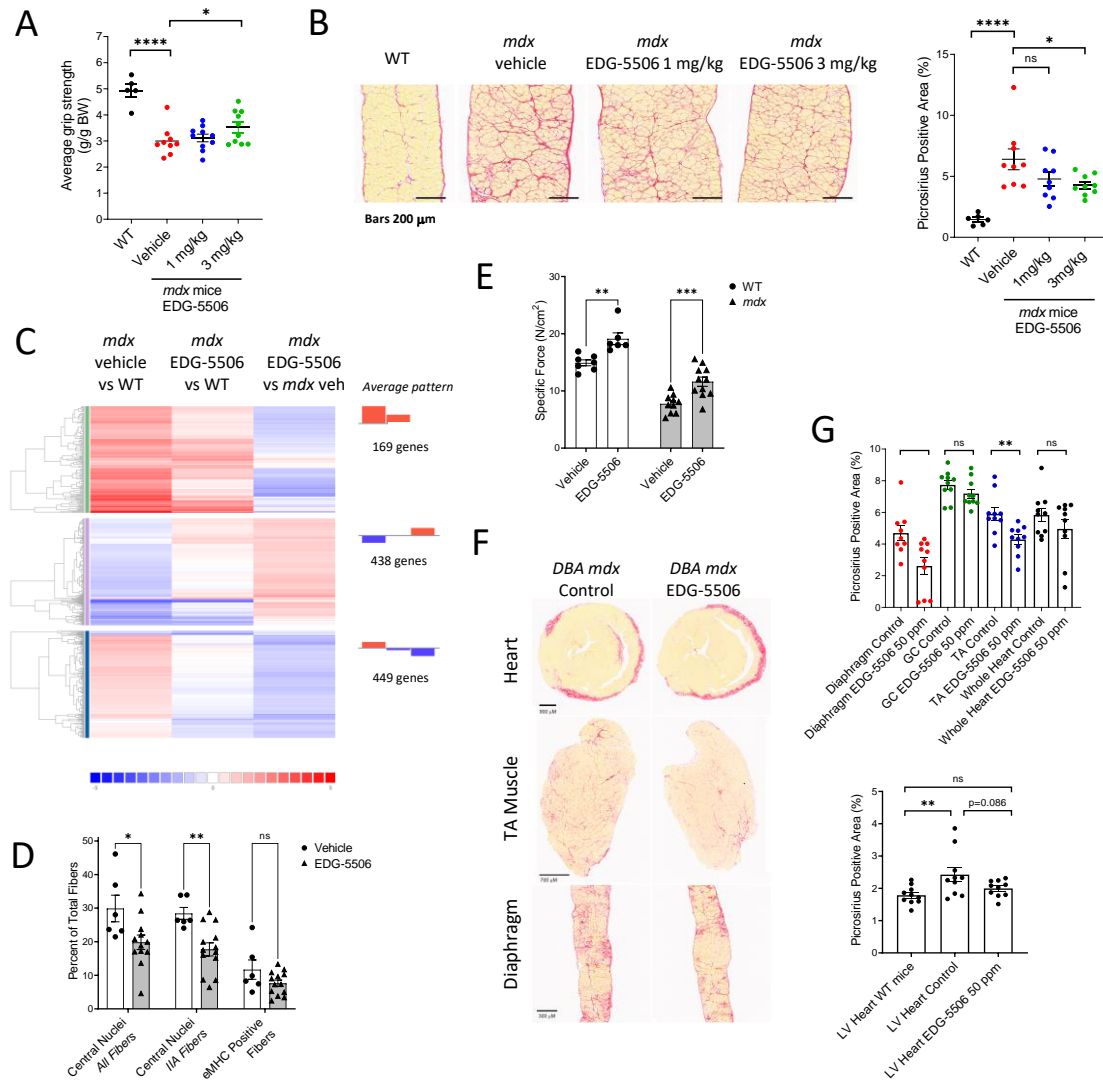 A
*
****
Average grip strength
(g/g BW)
7
6
5
4
3
2
1
0
WT
Vehicle
1 mg/kg
3 mg/kg
mdx mice
EDG-5506
B
WT
mdx
vehicle
mdx
EDG-5506 1 mg/kg
mdx
EDG-5506 3 mg/kg
Bars 200 μm
****
*
ns
Picrosirius Positive Area (%)
15
10
5
0
WT
Vehicle
1mg/kg
3mg/kg
mdx mice
EDG-5506
C
mdx
vehicle
vs WT
mdx
EDG-5506
vs WT
mdx
EDG-5506
vs mdx veh
Average pattern
169 genes
438 genes
449 genes
0
D
*
**
ns
Vehicle
EDG-5506
Percent of Total Fibers
50
40
30
20
10
0
Central Nuclei
All Fibers
Central Nuclei
IIA Fibers
eMHC Positive
Fibers
E
**
***
WT
mdx
Specific Force (N/cm²)
30
20
10
0
Vehicle
EDG-5506
Vehicle
EDG-5506
F
DBA mdx
Control
DBA mdx
EDG-5506
Heart
TA Muscle
700 μM
Diaphragm
G
ns
**
ns
Picrosirius Positive Area (%)
10
8
6
4
2
0
Diaphragm Control
Diaphragm EDG-5506 50 ppm
GC Control
GC EDG-5506 50 ppm
TA Control
TA EDG-5506 50 ppm
Whole Heart Control
Whole Heart EDG-5506 50 ppm
ns
**
p=0.086
Picrosirius Positive Area (%)
5
4
3
2
1
0
LV Heart WT mice
LV Heart Control
LV Heart EDG-5506 50 ppm